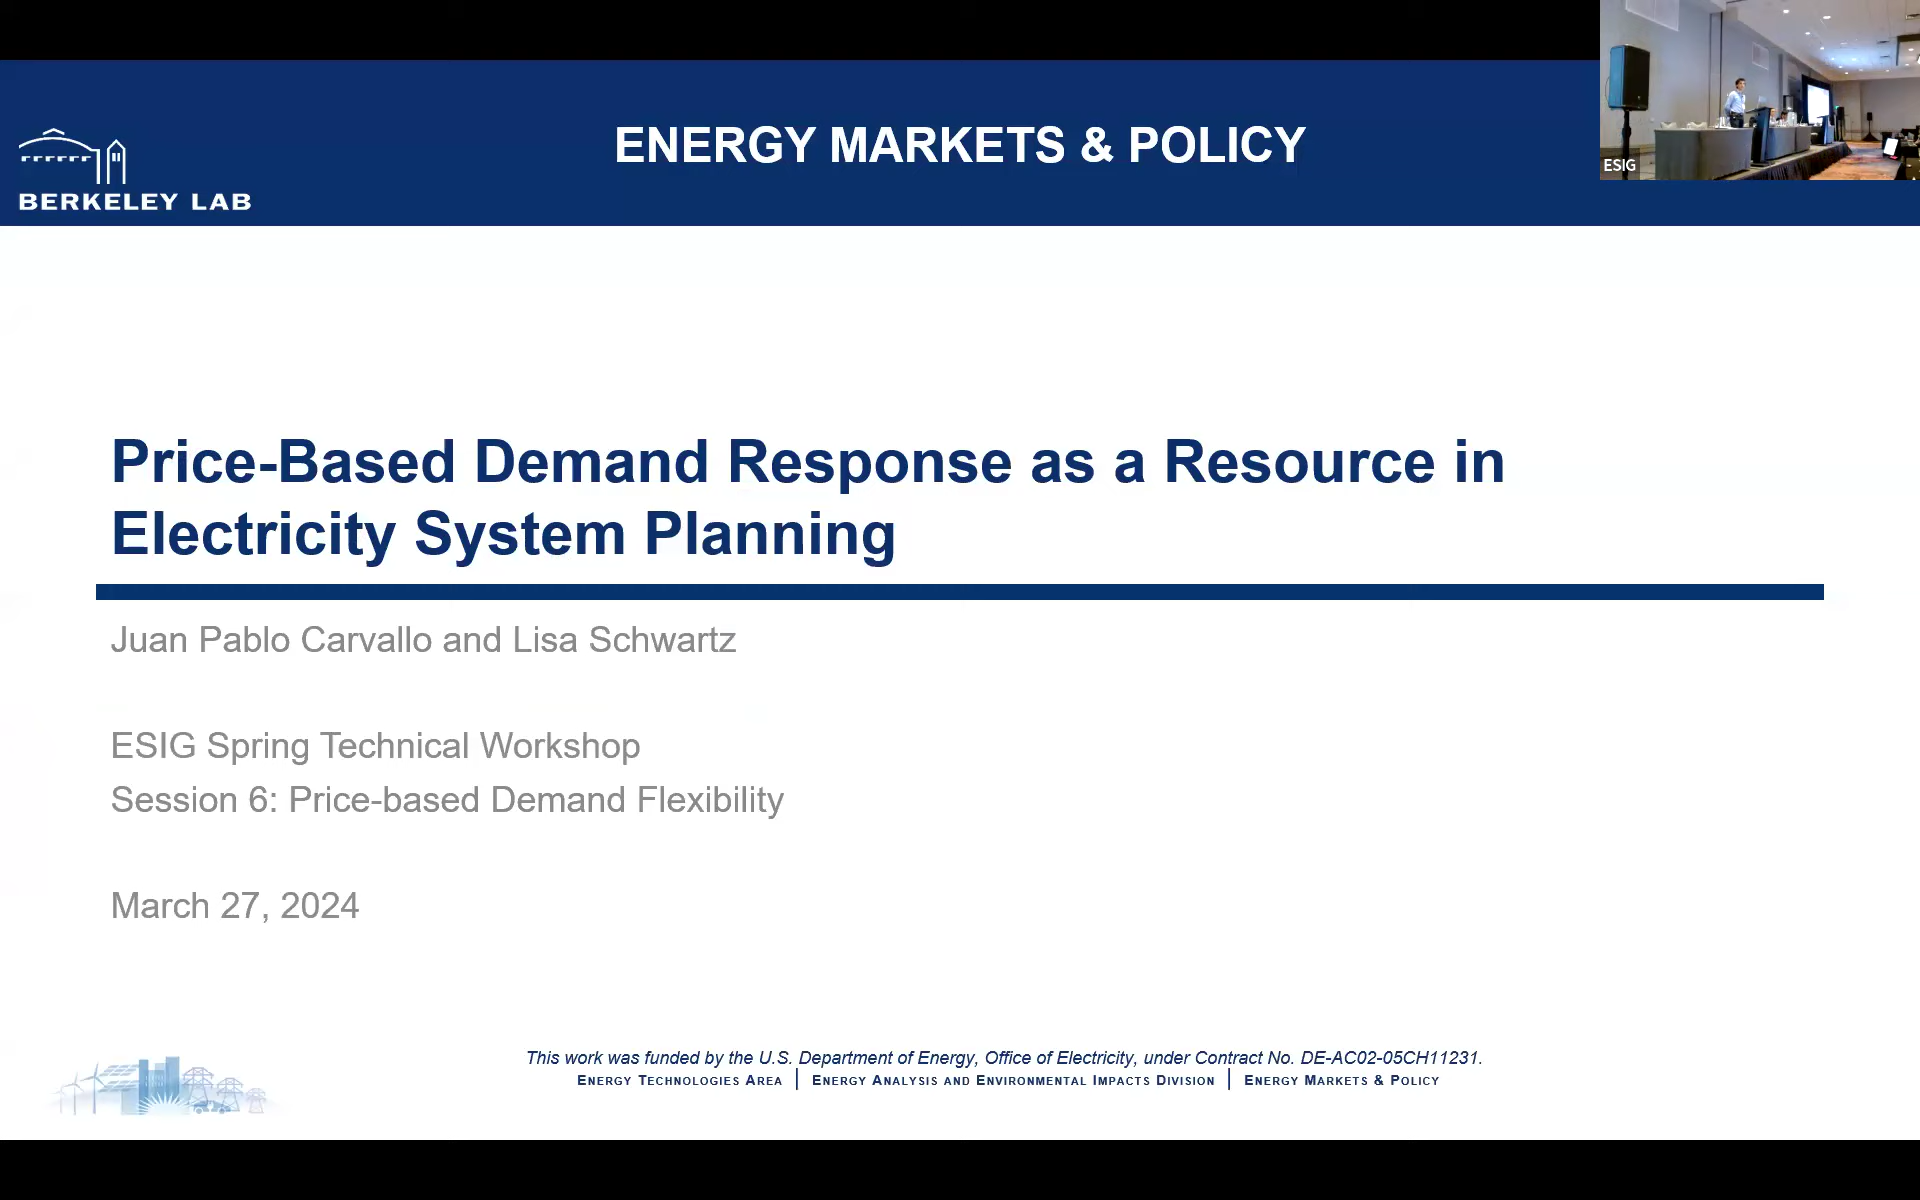 ENERGY MARKETS & POLICY
BERKELEY LAB
ESIG
Price-Based Demand Response as a Resource in
Electricity System Planning
Juan Pablo Carvallo and Lisa Schwartz
ESIG Spring Technical Workshop
Session 6: Price-based Demand Flexibility
March 27, 2024
This work was funded by the U.S. Department of Energy, Office of Electricity, under Contract No. DE-AC02-05CH11231.
ENERGY TECHNOLOGIES AREA | ENERGY ANALYSIS AND ENVIRONMENTAL IMPACTS DIVISION | ENERGY MARKETS & POLICY